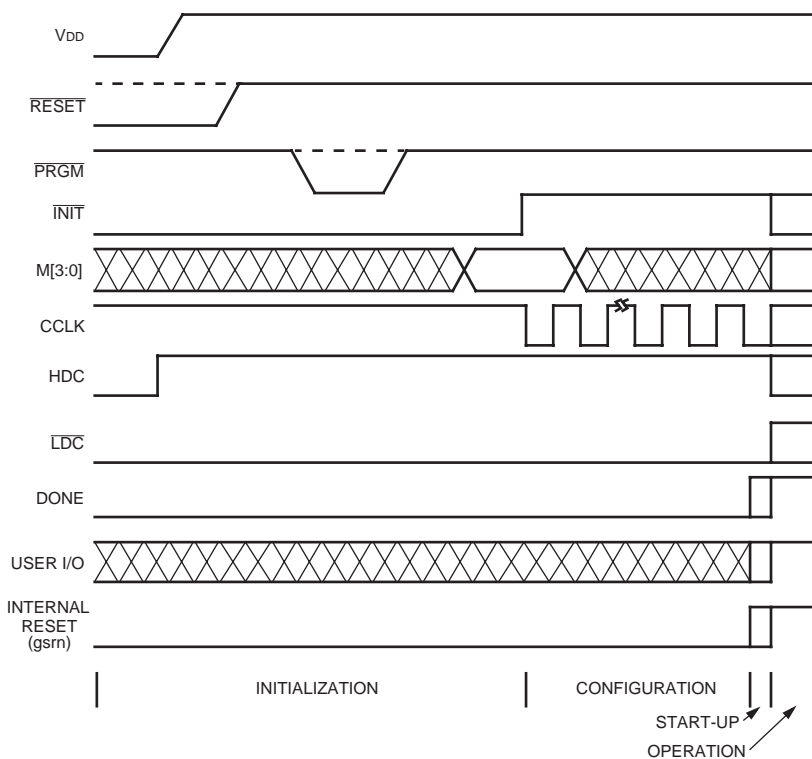 VDD
RESET
PRGM
INIT
M[3:0]
CCLK
HDC
LDC
DONE
USER I/O
INTERNAL
RESET
(gsrn)
INITIALIZATION
CONFIGURATION
START-UP
OPERATION